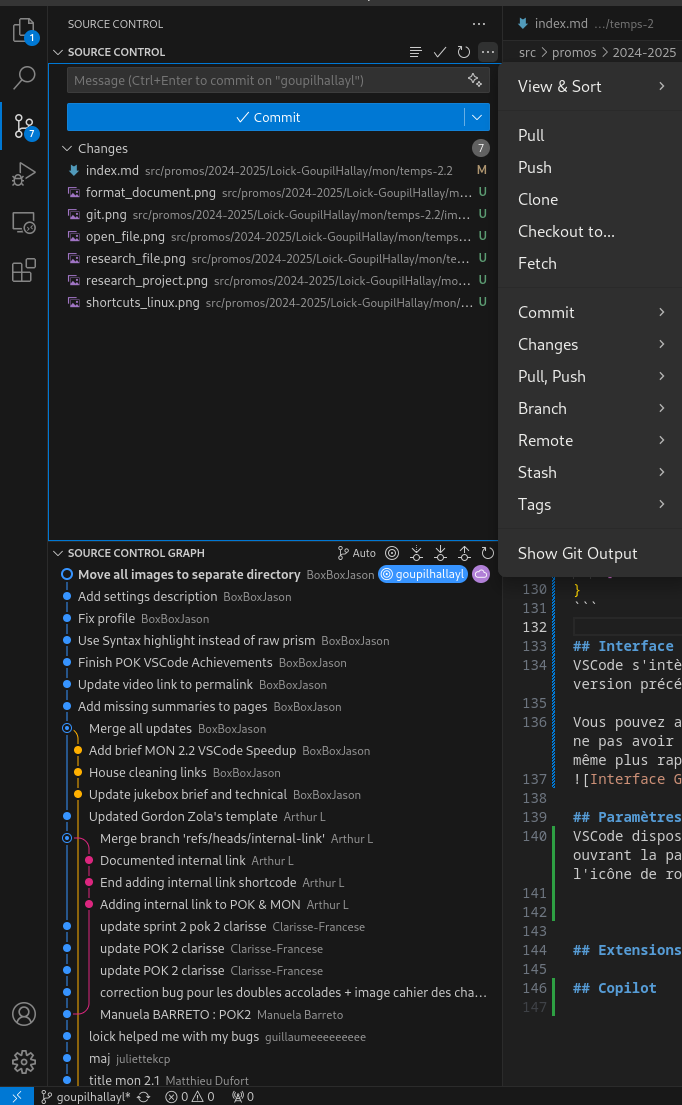 1
7
SOURCE CONTROL
SOURCE CONTROL
Message (Ctrl+Enter to commit on "goupilhallayl")
Commit
Changes 7
index.md src/promos/2024-2025/Loick-GoupilHallay/mon/temps-2.2 M
format_document.png src/promos/2024-2025/Loick-GoupilHallay/m... U
git.png src/promos/2024-2025/Loick-GoupilHallay/mon/temps-2.2/im... U
open_file.png src/promos/2024-2025/Loick-GoupilHallay/mon/temps... U
research_file.png src/promos/2024-2025/Loick-GoupilHallay/mon/te... U
research_project.png src/promos/2024-2025/Loick-GoupilHallay/mo... U
shortcuts_linux.png src/promos/2024-2025/Loick-GoupilHallay/mon/... U
SOURCE CONTROL GRAPH Auto
Move all images to separate directory BoxBoxJason goupilhallayl
Add settings description BoxBoxJason
Fix profile BoxBoxJason
Use Syntax highlight instead of raw prism BoxBoxJason
Finish POK VSCode Achievements BoxBoxJason
Update video link to permalink BoxBoxJason
Add missing summaries to pages BoxBoxJason
Merge all updates BoxBoxJason
Add brief MON 2.2 VSCode Speedup BoxBoxJason
House cleaning links BoxBoxJason
Update jukebox brief and technical BoxBoxJason
Updated Gordon Zola's template Arthur L
Merge branch 'refs/heads/internal-link' Arthur L
Documented internal link Arthur L
End adding internal link shortcode Arthur L
Adding internal link to POK & MON Arthur L
update sprint 2 pok 2 clarisse Clarisse-Francese
update POK 2 clarisse Clarisse-Francese
update POK 2 clarisse Clarisse-Francese
correction bug pour les doubles accolades + image cahier des cha...
Manuela BARRETO : POK2 Manuela Barreto
loick helped me with my bugs guillaumeeeeeeeee
maj juliettekcp
title mon 2.1 Matthieu Dufort
index.md .../temps-2
src > promos > 2024-2025
View & Sort
Pull
Push
Clone
Checkout to...
Fetch
Commit
Changes
Pull, Push
Branch
Remote
Stash
Tags
Show Git Output
130 }
131 ```
132
133 ## Interface
134 VSCode s'intè
version précé
135
136 Vous pouvez a
ne pas avoir
même plus rap
137 ![Interface G
138
139 ## Paramètres
140 VSCode dispos
ouvrant la pa
l'icône de ro
141
142
143
144 ## Extensions
145
146 ## Copilot
147
goupilhallayl* 0 0 0